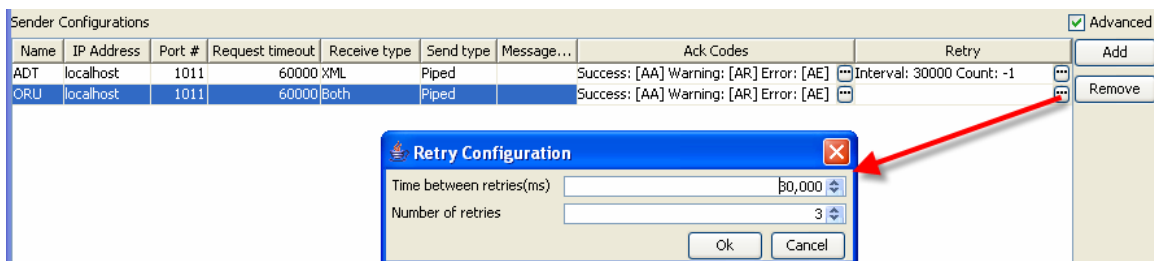 Sender Configurations Advanced
Name IP Address Port # Request timeout Receive type Send type Message... Ack Codes Retry Add
ADT localhost 1011 60000 XML Piped Success: [AA] Warning: [AR] Error: [AE] Interval: 30000 Count: -1
ORU localhost 1011 60000 Both Piped Success: [AA] Warning: [AR] Error: [AE] Remove
Retry Configuration
Time between retries(ms) 30,000
Number of retries 3
Ok Cancel